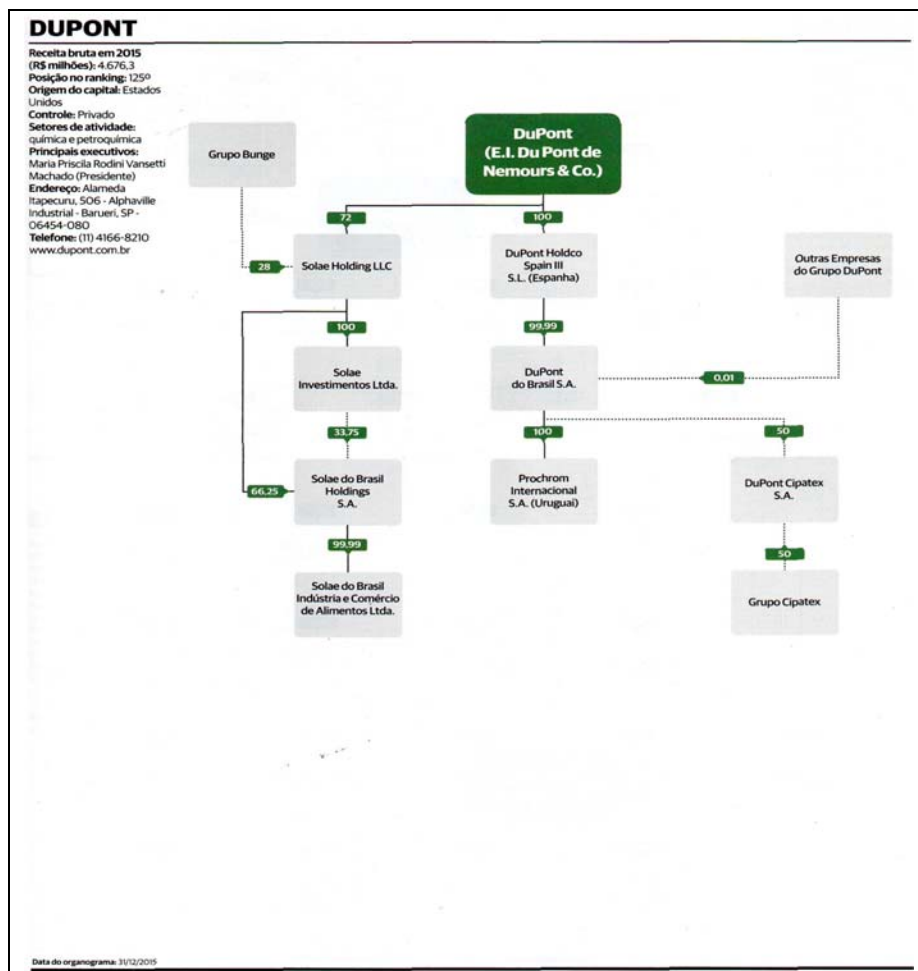 DUPONT
Receita bruta em 2015
(R$ milhões): 4.676,3
Posição no ranking: 125º
Origem do capital: Estados
Unidos
Controle: Privado
Setores de atividade:
química e petroquímica
Principais executivos:
Maria Priscila Rodini Vansetti
Machado (Presidente)
Endereço: Alameda
Itapecuru, 506 - Alphaville
Industrial - Barueri, SP -
06454-080
Telefone: (11) 4166-8210
www.dupont.com.br
Grupo Bunge
DuPont
(E.I. Du Pont de
Nemours & Co.)
72
100
28
Solae Holding LLC
DuPont Holdco
Spain III
S.L. (Espanha)
Outras Empresas
do Grupo DuPont
100
99,99
Solae
Investimentos Ltda.
DuPont
do Brasil S.A.
0,01
33,75
100
50
66,25
Solae do Brasil
Holdings
S.A.
Prochrom
Internacional
S.A. (Uruguai)
DuPont Cipatex
S.A.
99,99
50
Solae do Brasil
Indústria e Comércio
de Alimentos Ltda.
Grupo Cipatex
Data do organograma: 31/12/2015